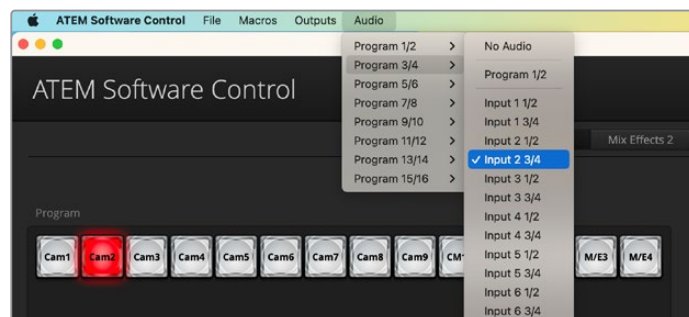 ATEM Software Control File Macros Outputs Audio
Program 1/2 >
Program 3/4 >
Program 5/6 >
Program 7/8 >
Program 9/10 >
Program 11/12 >
Program 13/14 >
Program 15/16 >
No Audio
Program 1/2
Input 1 1/2
Input 1 3/4
Input 2 1/2
✓ Input 2 3/4
Input 3 1/2
Input 3 3/4
Input 4 1/2
Input 4 3/4
Input 5 1/2
Input 5 3/4
Input 6 1/2
Input 6 3/4
ATEM Software Control
Mix Effects 2
Program
Cam1 Cam2 Cam3 Cam4 Cam5 Cam6 Cam7 Cam8 Cam9 M/E3 M/E4